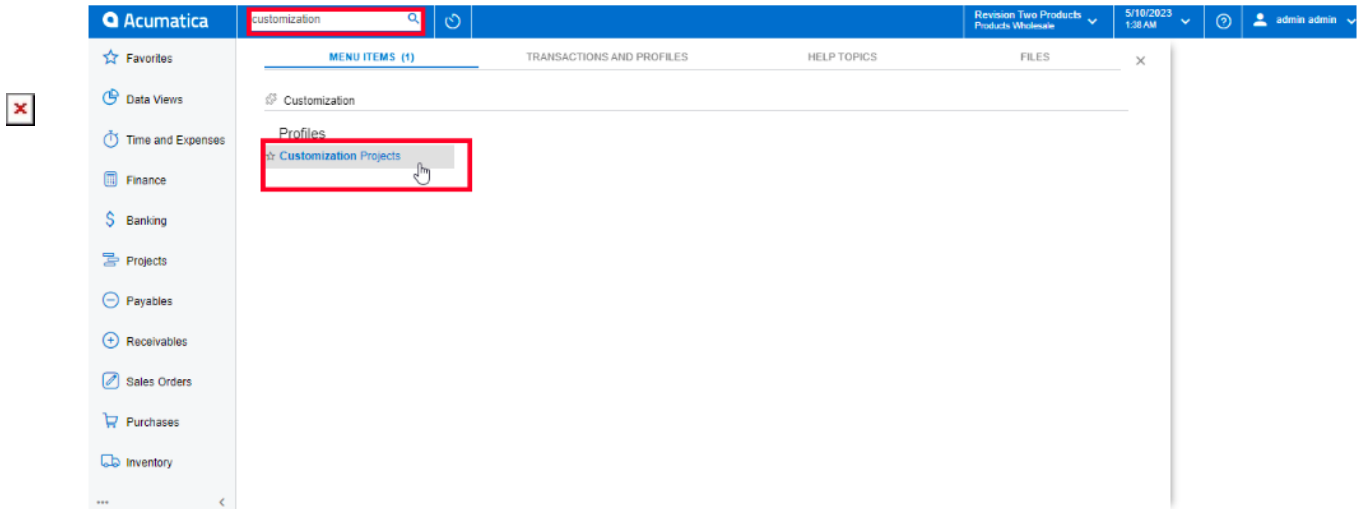 Acumatica
customization
Revision Two Products
Products Wholesale
5/10/2023
1:38 AM
admin admin
Favorites
MENU ITEMS (1)
TRANSACTIONS AND PROFILES
HELP TOPICS
FILES
Data Views
Customization
Time and Expenses
Profiles
Customization Projects
Finance
Banking
Projects
Payables
Receivables
Sales Orders
Purchases
Inventory